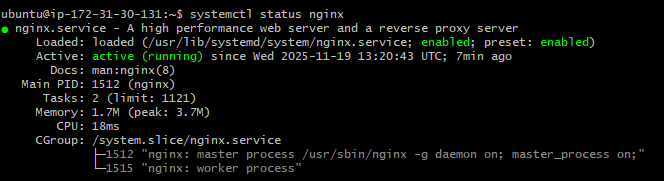 ubuntu@ip-172-31-30-131:~$ systemctl status nginx
● nginx.service - A high performance web server and a reverse proxy server
Loaded: loaded (/usr/lib/systemd/system/nginx.service; enabled; preset: enabled)
Active: active (running) since Wed 2025-11-19 13:20:43 UTC; 7min ago
Docs: man:nginx(8)
Main PID: 1512 (nginx)
Tasks: 2 (limit: 1121)
Memory: 1.7M (peak: 3.7M)
CPU: 18ms
CGroup: /system.slice/nginx.service
├─1512 "nginx: master process /usr/sbin/nginx -g daemon on; master_process on;"
└─1515 "nginx: worker process"